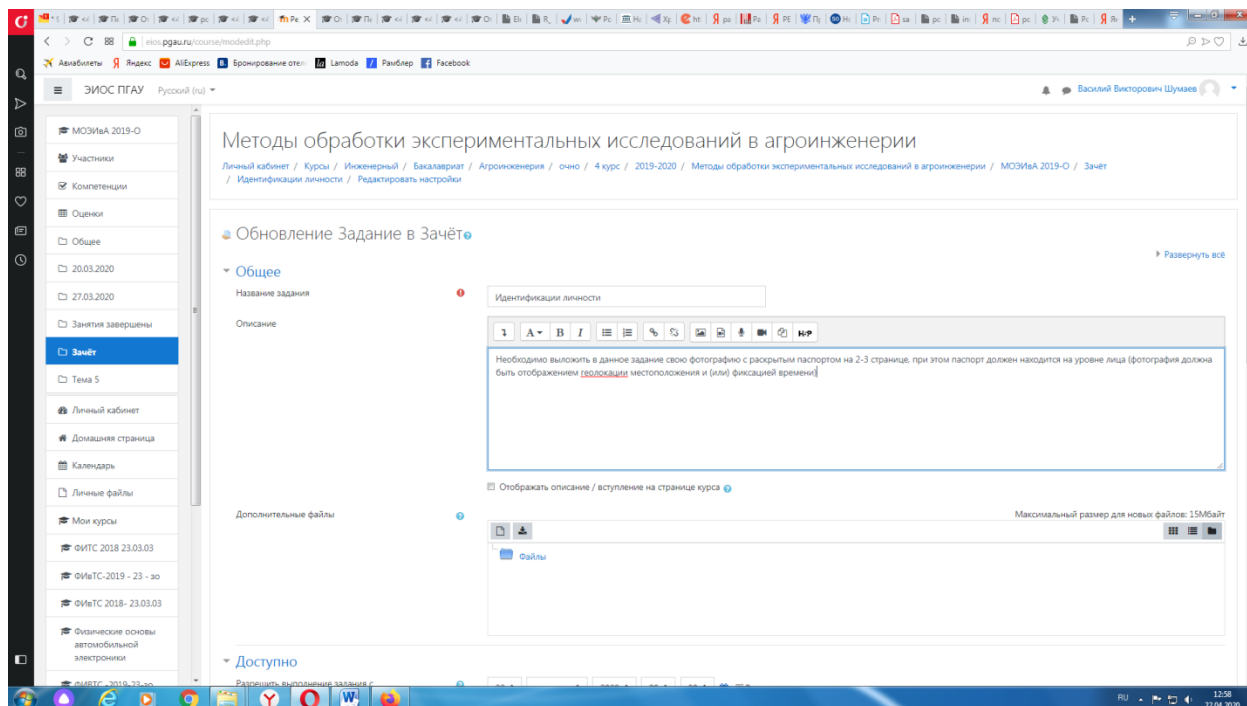 eios.pgau.ru/course/modedit.php
Авиабилеты Яндекс AliExpress Бронирование отел Lamoda Рамблер Facebook
ЭИОС ПГАУ Русский (ru)
Василий Викторович Шумаев
МОЭИвА 2019-О
Участники
Компетенции
Оценки
Общее
20.03.2020
27.03.2020
Занятия завершены
Зачёт
Тема 5
Личный кабинет
Домашняя страница
Календарь
Личные файлы
Мои курсы
ФИТС 2018 23.03.03
ФИвТС-2019 - 23 - зо
ФИвТС 2018- 23.03.03
Физические основы
автомобильной
электроники
Методы обработки экспериментальных исследований в агроинженерии
Личный кабинет / Курсы / Инженерный / Бакалавриат / Агроинженерия / очно / 4 курс / 2019-2020 / Методы обработки экспериментальных исследований в агроинженерии / МОЭИвА 2019-О / Зачёт
/ Идентификации личности / Редактировать настройки
Обновление Задание в Зачёт
Развернуть всё
Общее
Название задания
Идентификации личности
Описание
Необходимо выложить в данное задание свою фотографию с раскрытым паспортом на 2-3 странице, при этом паспорт должен находится на уровне лица (фотография должна
быть отображением геолокации местоположения и (или) фиксацией времени)
Отображать описание / вступление на странице курса
Дополнительные файлы
Максимальный размер для новых файлов: 15Мбайт
Файлы
Доступно
Разрешить выполнение задания с
RU
12:58
22.04.2020